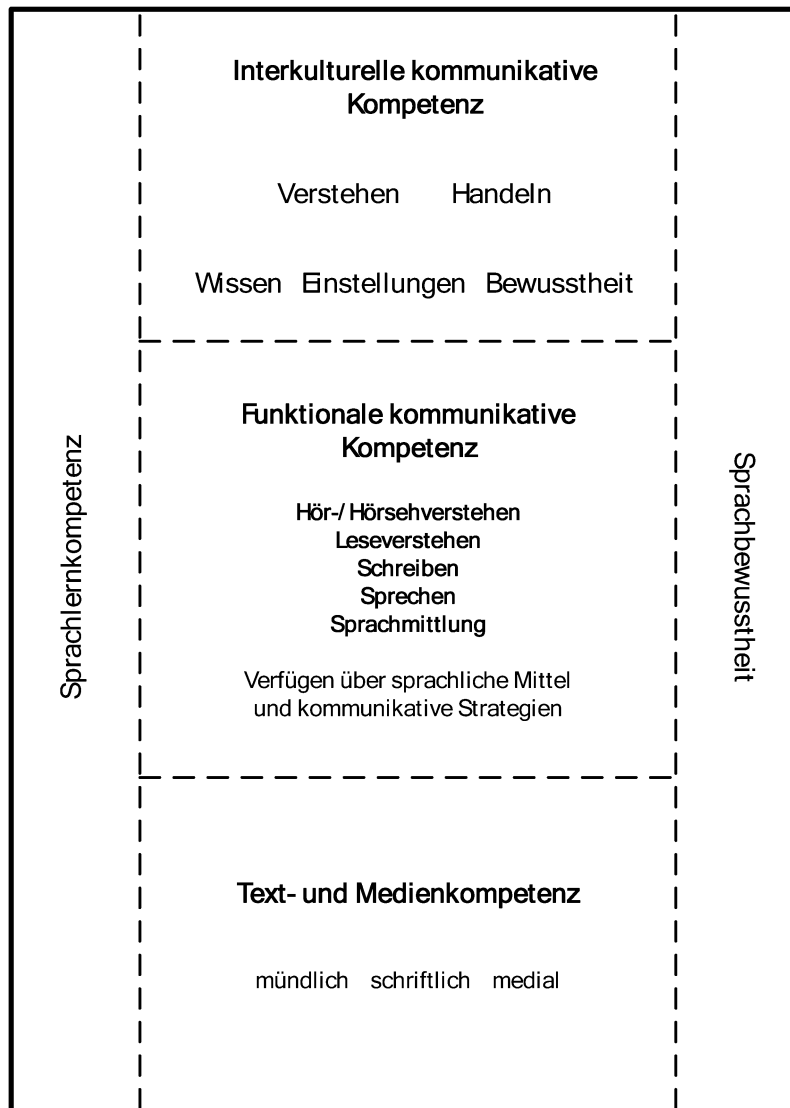 Interkulturelle kommunikative
Kompetenz
Verstehen Handeln
Wissen Einstellungen Bewusstheit
Funktionale kommunikative
Kompetenz
Hör-/ Hörsehverstehen
Leseverstehen
Schreiben
Sprechen
Sprachmittlung
Verfügen über sprachliche Mittel
und kommunikative Strategien
Text- und Medienkompetenz
mündlich schriftlich medial
Sprachlernkompetenz
Sprachbewusstheit